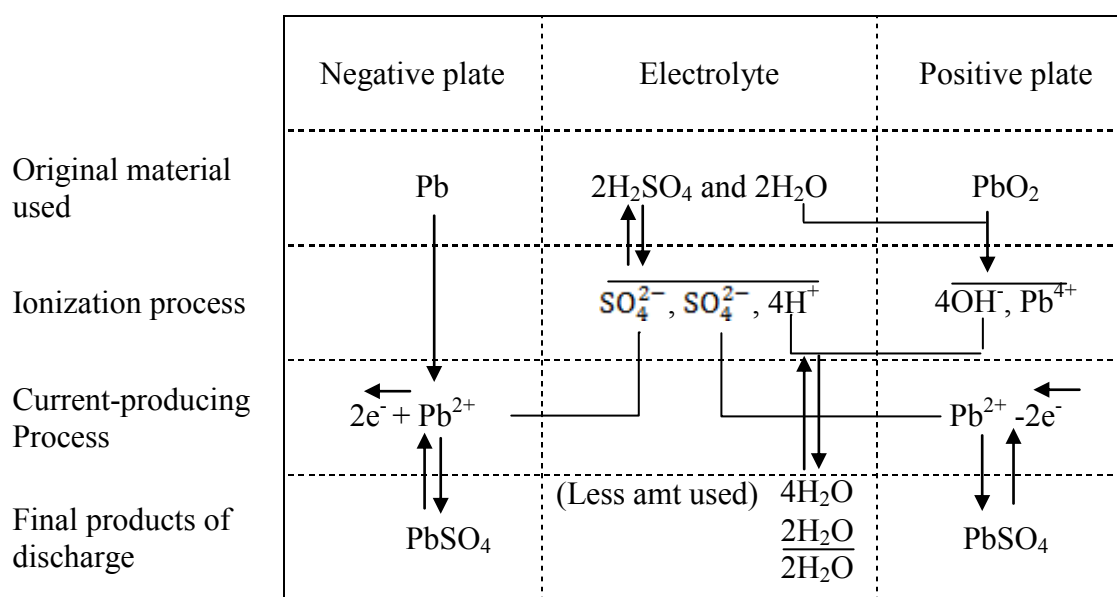 Negative plate Electrolyte Positive plate
Original material
used
Pb 2H₂SO₄ and 2H₂O PbO₂
Ionization process SO₄²⁻, SO₄²⁻, 4H⁺ 4OH⁻, Pb⁴⁺
Current-producing
Process
2e⁻ + Pb²⁺ Pb²⁺ -2e⁻
Final products of
discharge
(Less amt used) 4H₂O
PbSO₄ 2H₂O PbSO₄
2H₂O